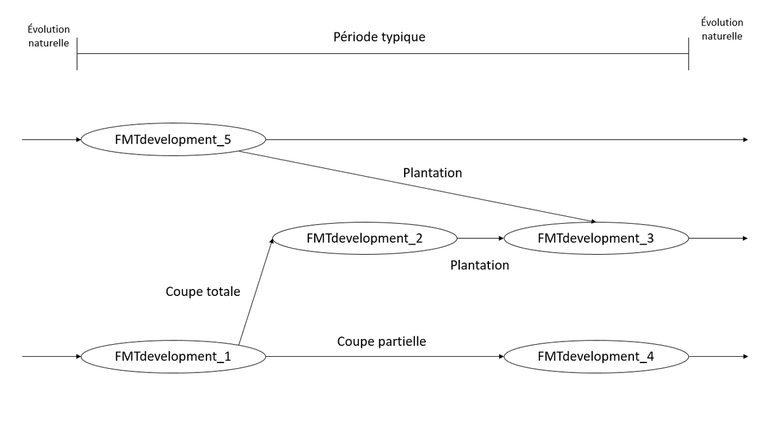 Évolution
naturelle
Période typique
Évolution
naturelle
FMTdevelopment_5
Plantation
FMTdevelopment_2
FMTdevelopment_3
Plantation
Coupe totale
Coupe partielle
FMTdevelopment_1
FMTdevelopment_4